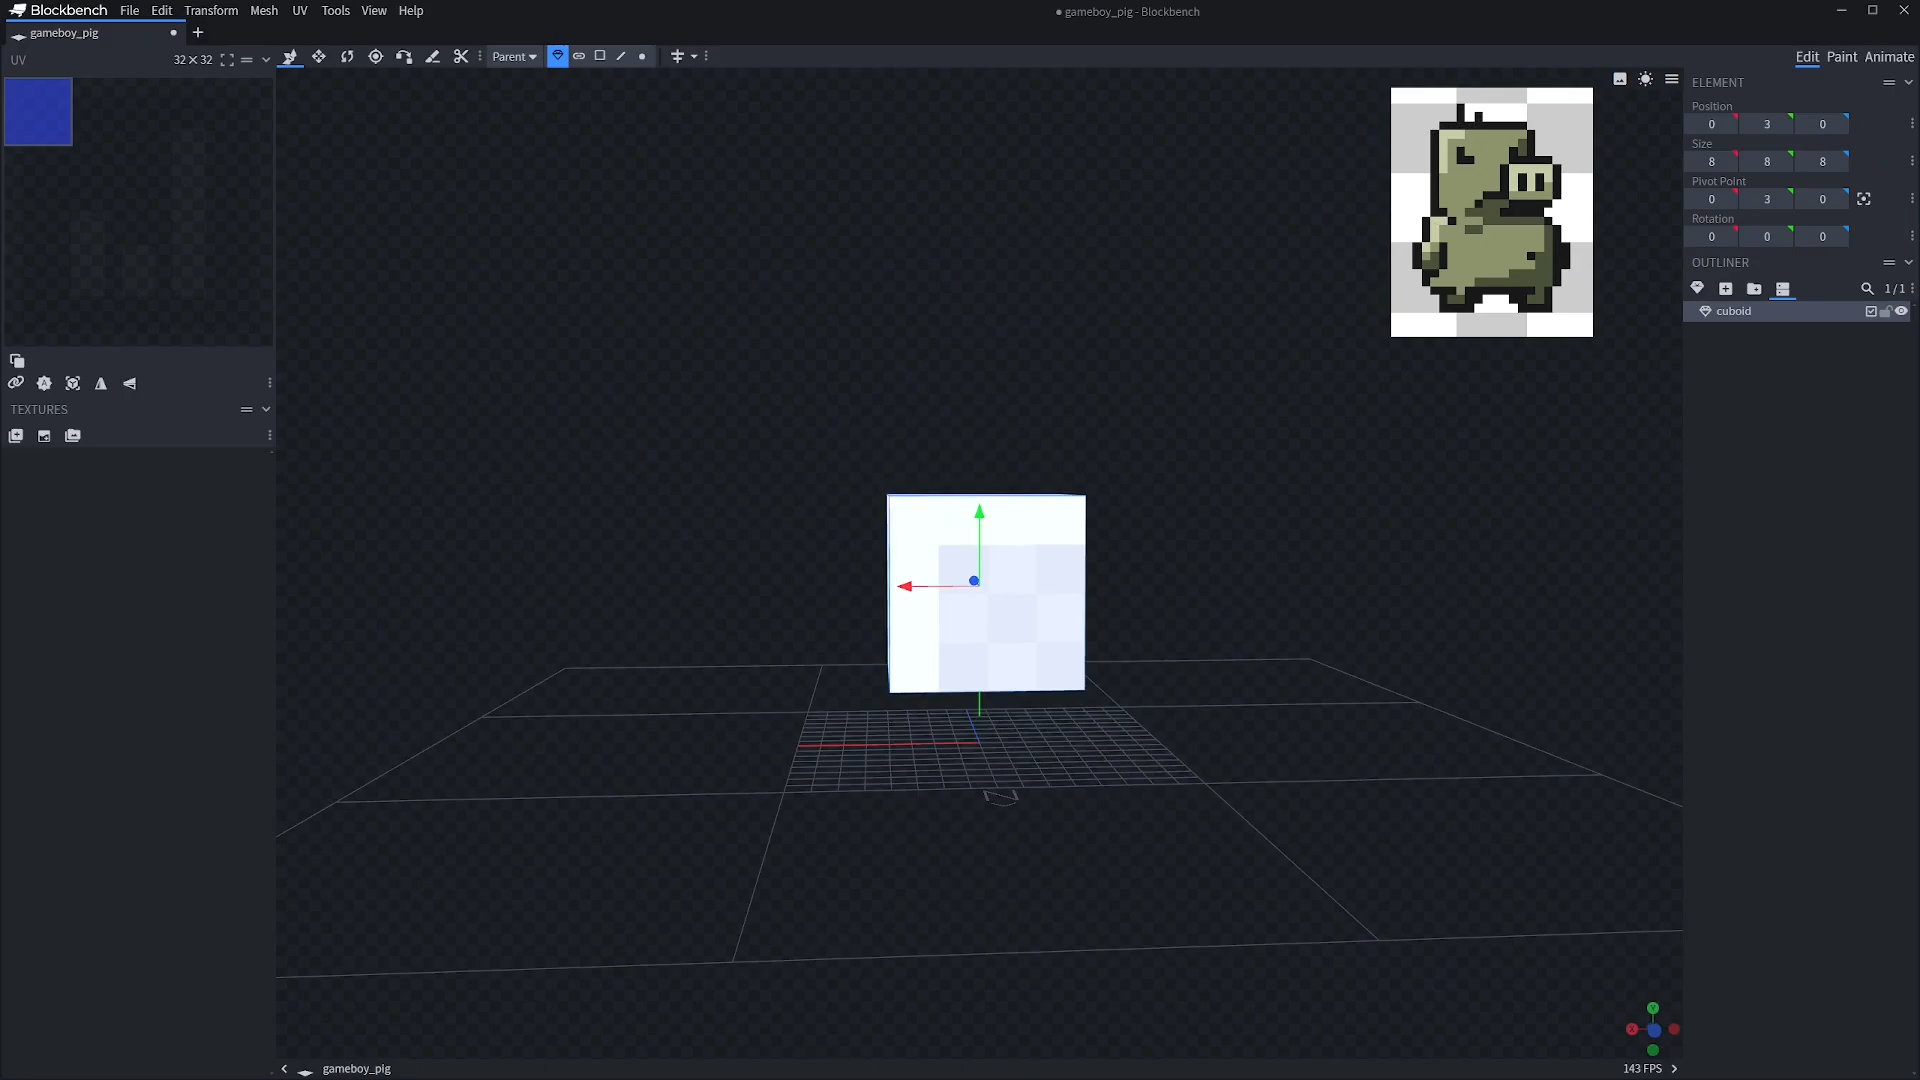 Blockbench File Edit Transform Mesh UV Tools View Help
gameboy_pig - Blockbench
gameboy_pig
UV 32×32
Parent
Edit Paint Animate
ELEMENT
Position
0 3 0
Size
8 8 8
Pivot Point
0 3 0
Rotation
0 0 0
OUTLINER
1/1
cuboid
TEXTURES
N
Y
X
gameboy_pig
143 FPS